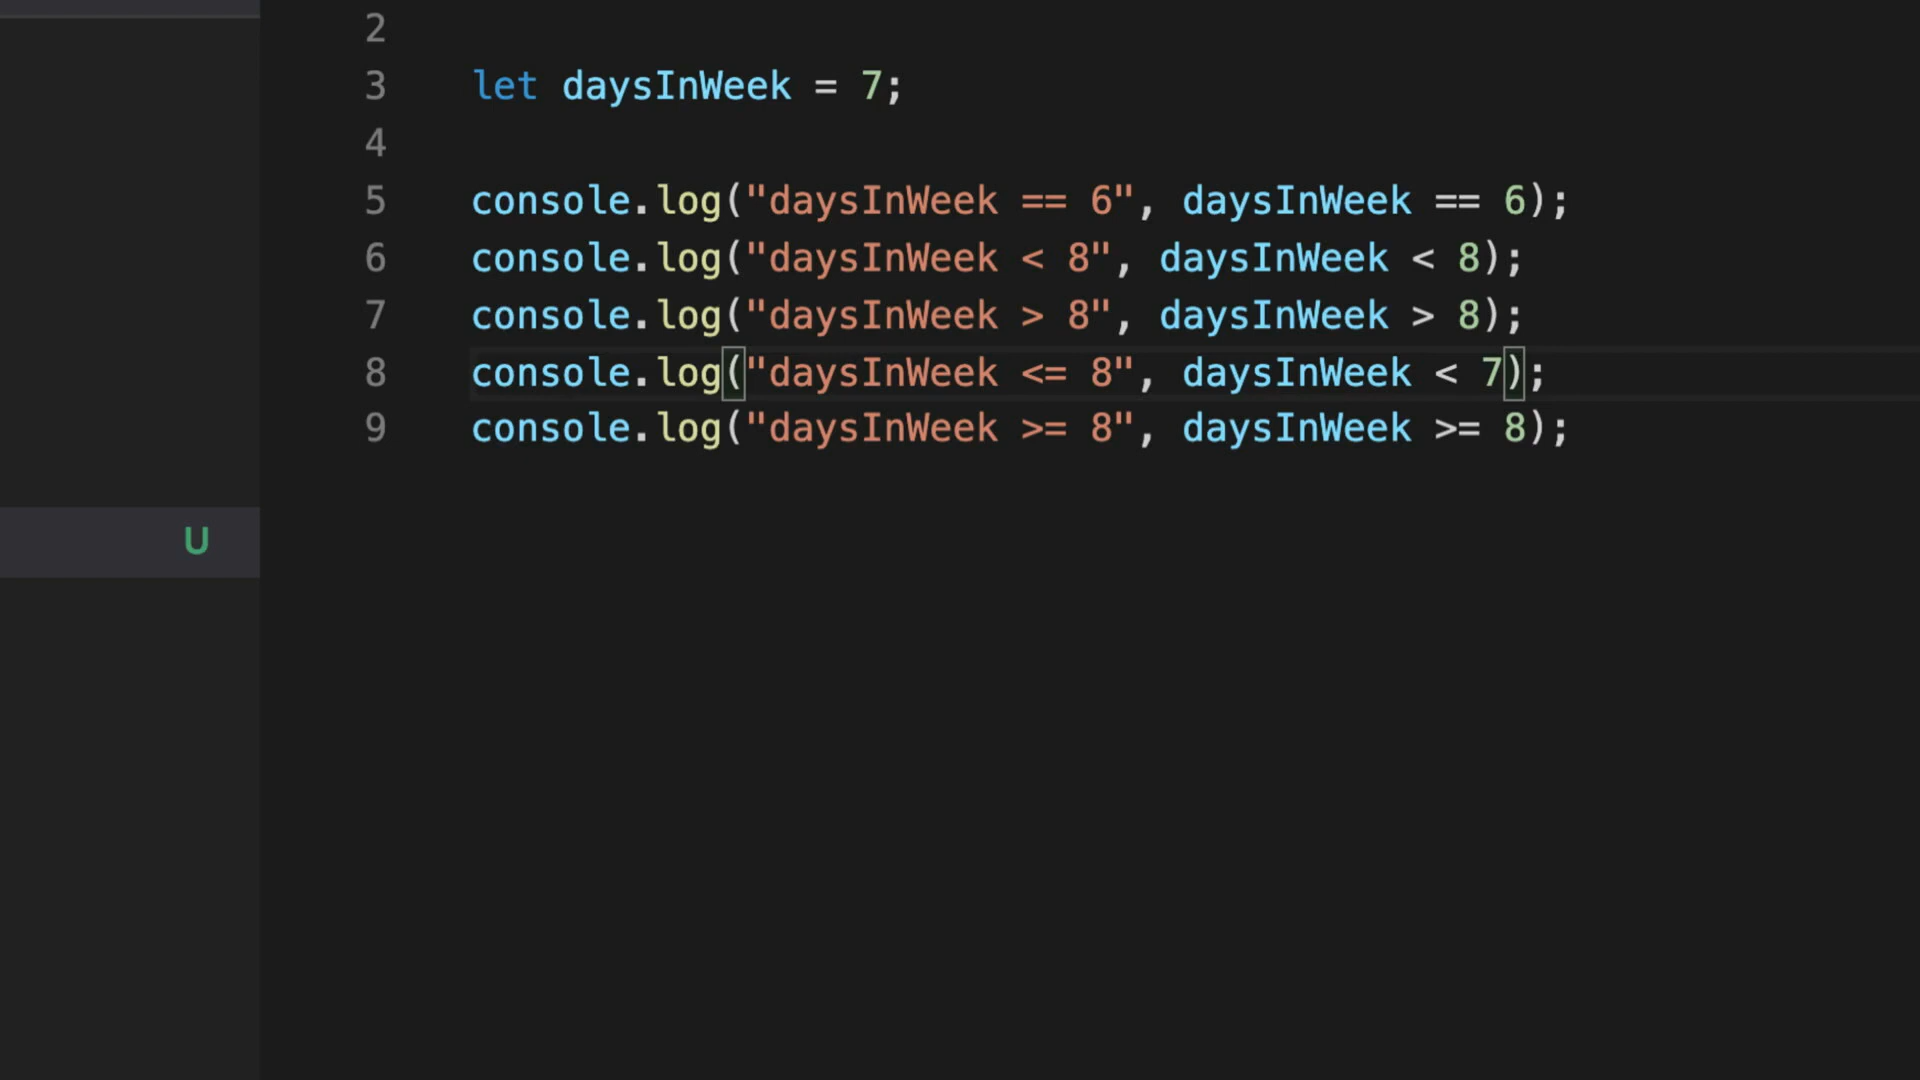 2
3 let daysInWeek = 7;
4
5 console.log("daysInWeek == 6", daysInWeek == 6);
6 console.log("daysInWeek < 8", daysInWeek < 8);
7 console.log("daysInWeek > 8", daysInWeek > 8);
8 console.log("daysInWeek <= 8", daysInWeek < 7);
9 console.log("daysInWeek >= 8", daysInWeek >= 8);
U